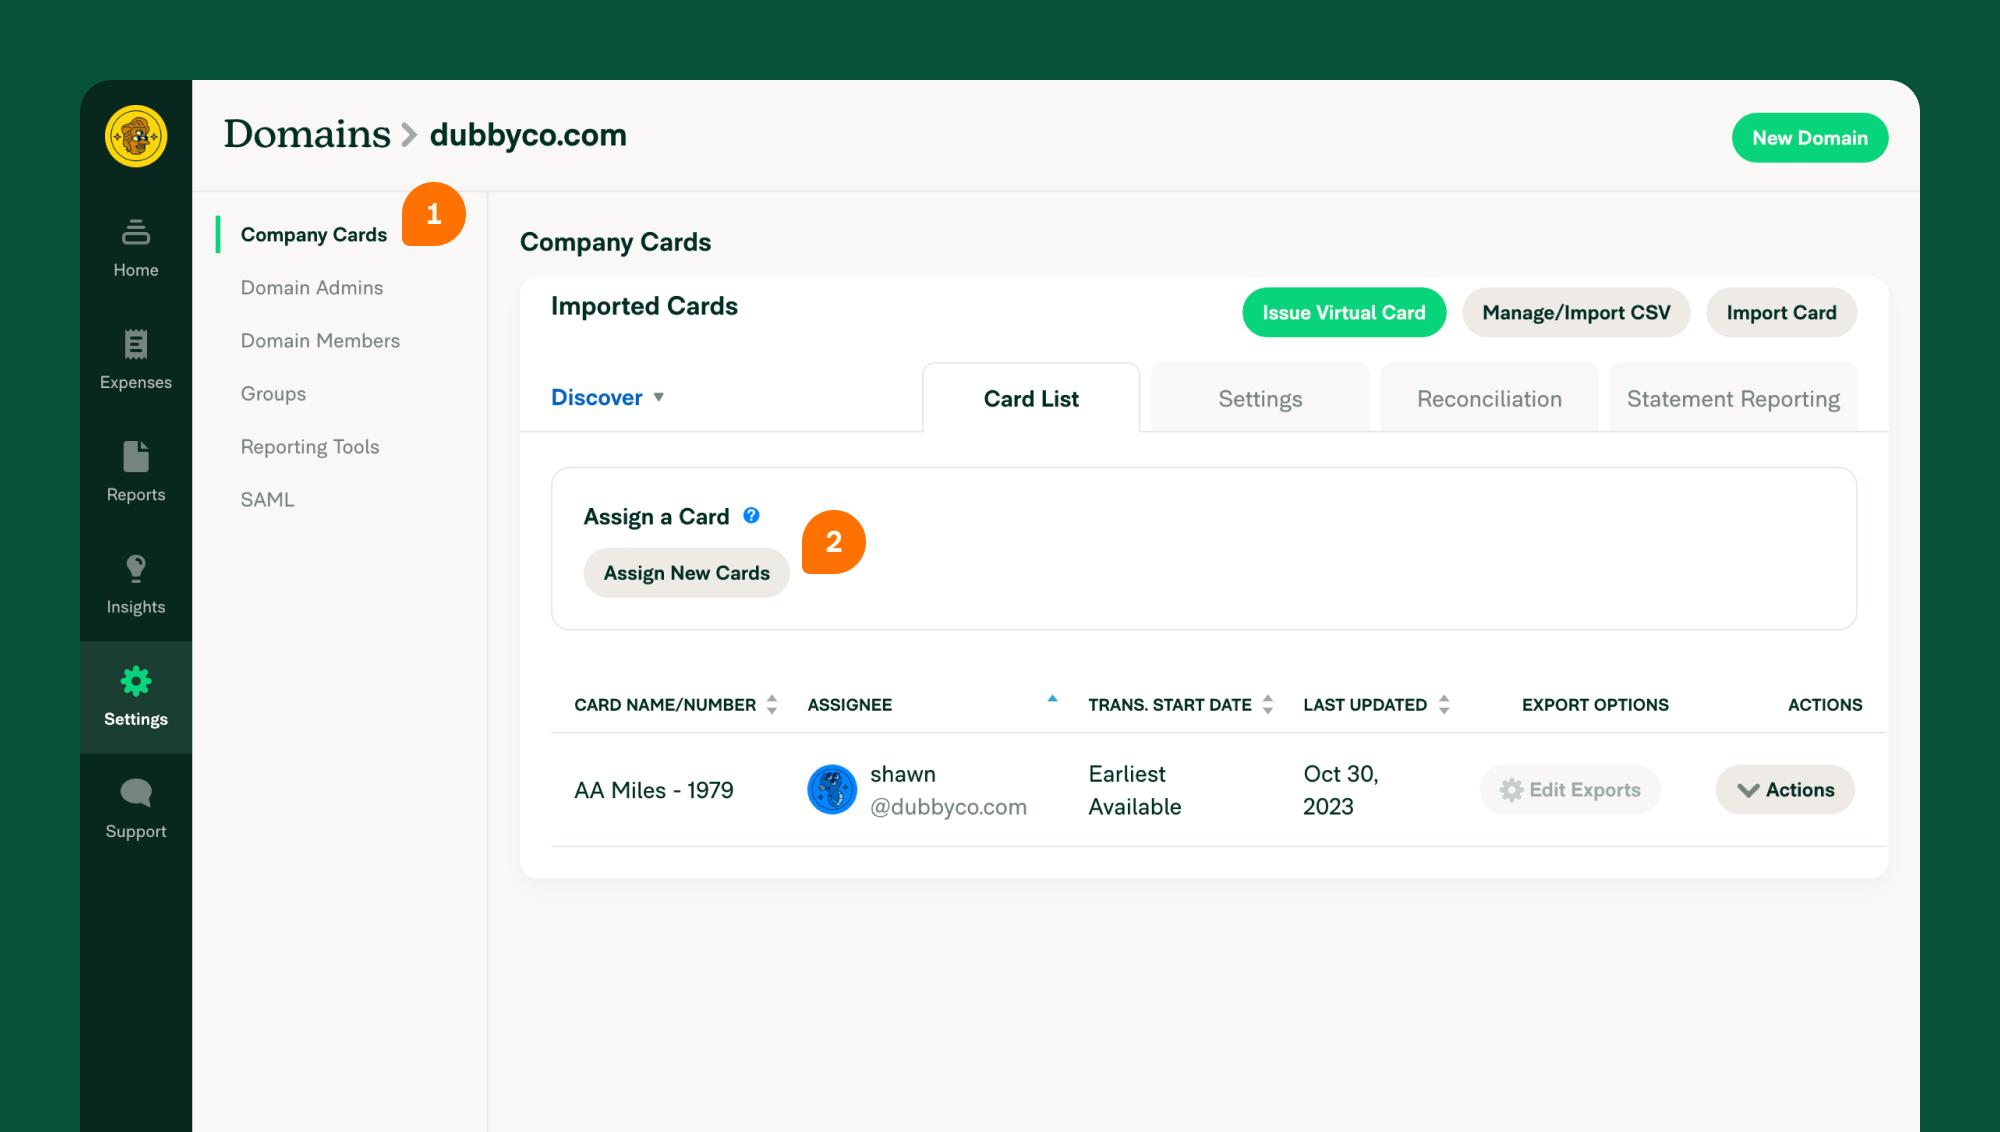 Domains > dubbyco.com
New Domain
Home
Expenses
Reports
Insights
Settings
Support
Company Cards
1
Domain Admins
Domain Members
Groups
Reporting Tools
SAML
Company Cards
Imported Cards
Issue Virtual Card
Manage/Import CSV
Import Card
Discover
Card List
Settings
Reconciliation
Statement Reporting
Assign a Card ?
2
Assign New Cards
CARD NAME/NUMBER
ASSIGNEE
TRANS. START DATE
LAST UPDATED
EXPORT OPTIONS
ACTIONS
AA Miles - 1979
shawn
@dubbyco.com
Earliest
Available
Oct 30,
2023
Edit Exports
Actions